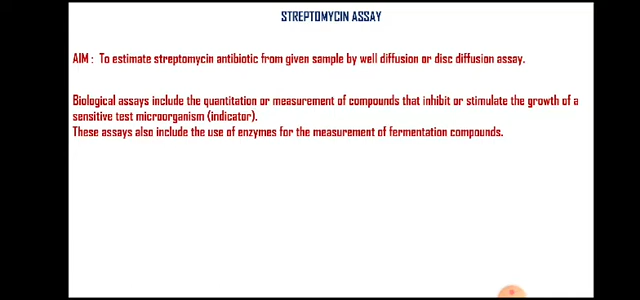 STREPTOMYCIN ASSAY
AIM : To estimate streptomycin antibiotic from given sample by well diffusion or disc diffusion assay.
Biological assays include the quantitation or measurement of compounds that inhibit or stimulate the growth of a
sensitive test microorganism (indicator).
These assays also include the use of enzymes for the measurement of fermentation compounds.